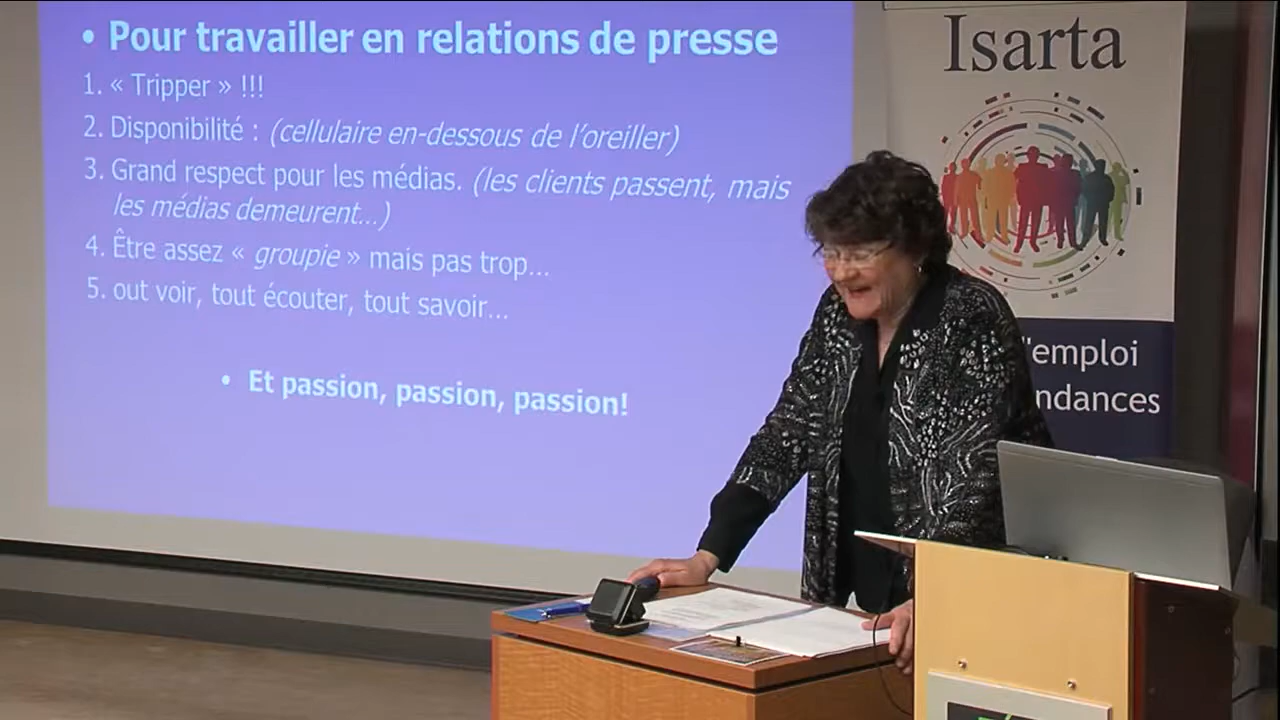 • Pour travailler en relations de presse
1. « Tripper » !!!
2. Disponibilité : (cellulaire en-dessous de l'oreiller)
3. Grand respect pour les médias. (les clients passent, mais
les médias demeurent...)
4. Être assez « groupie » mais pas trop...
5. out voir, tout écouter, tout savoir...
• Et passion, passion, passion!
Isarta
'emploi
ndances